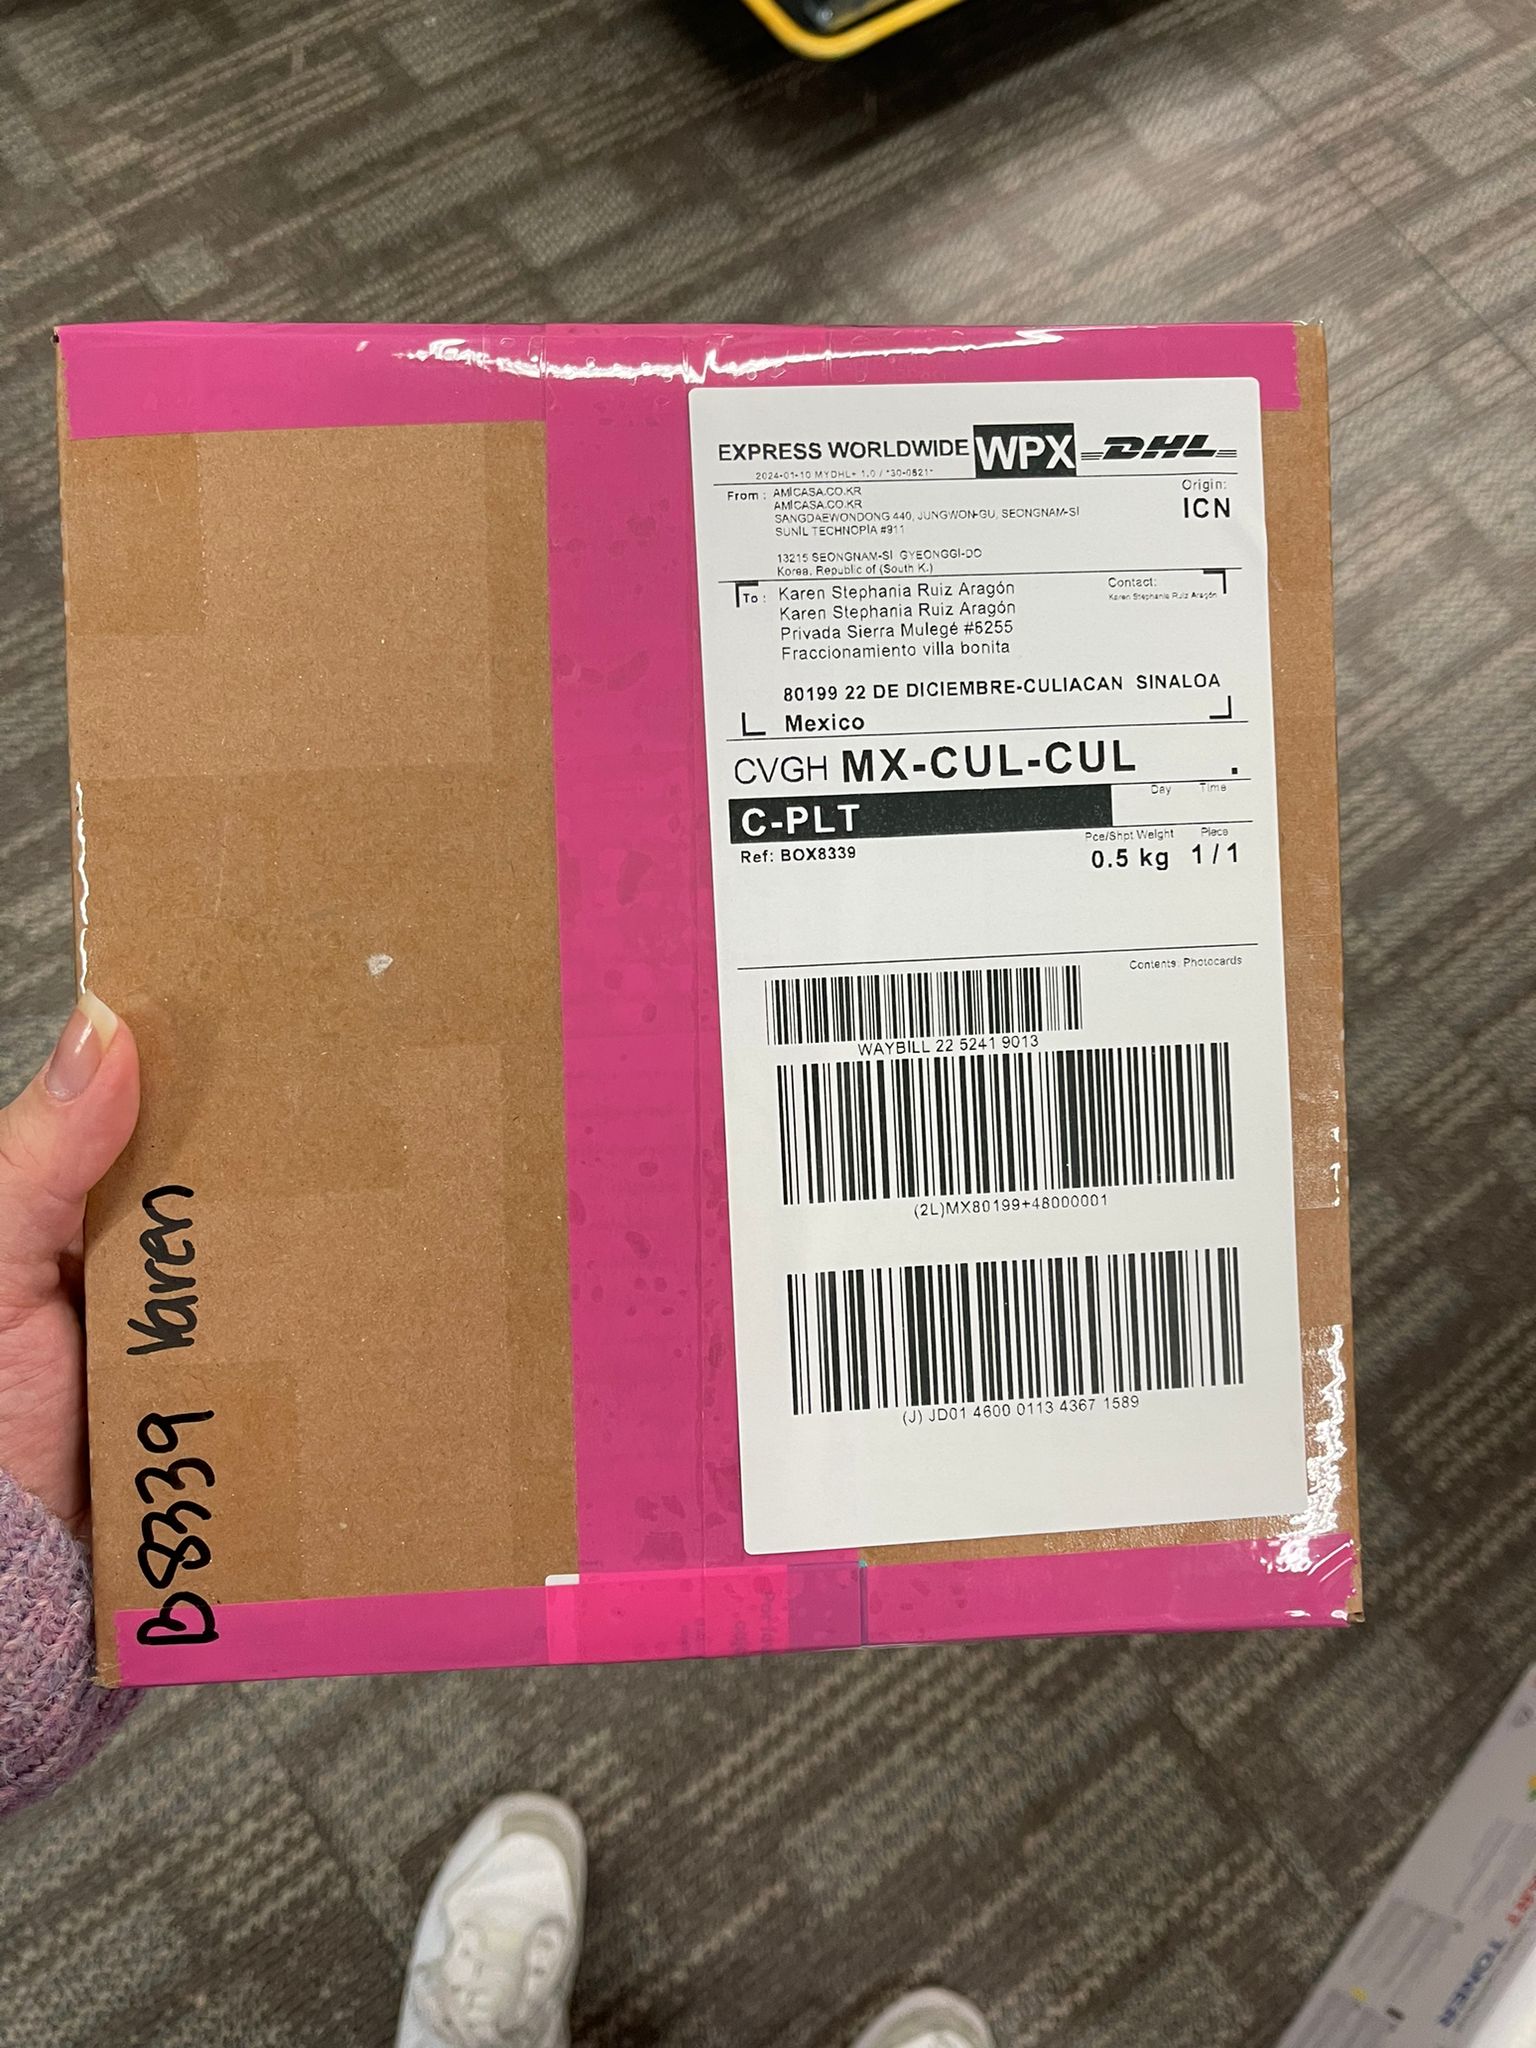 EXPRESS WORLDWIDE WPX DHL
2024-01-10 MYDHL+ 1.0 / *30-0821*
From : AMICASA.CO.KR
AMICASA.CO.KR
SANGDAEWONDONG 440, JUNGWON-GU, SEONGNAM-SI
SUNIL TECHNOPIA #911
13215 SEONGNAM-SI GYEONGGI-DO
Korea, Republic of (South K.)
Origin:
ICN
To : Karen Stephania Ruiz Aragón
Karen Stephania Ruiz Aragón
Privada Sierra Mulegé #6255
Fraccionamiento villa bonita
80199 22 DE DICIEMBRE-CULIACAN SINALOA
Mexico
Contact:
Karen Stephania Ruiz Aragón
CVGH MX-CUL-CUL .
C-PLT
Day Time
Ref: BOX8339
Pce/Shpt Weight Piece
0.5 kg 1 / 1
Contents: Photocards
WAYBILL 22 5241 9013
(2L)MX80199+48000001
(J) JD01 4600 0113 4367 1589
B8339 Karen
TONER